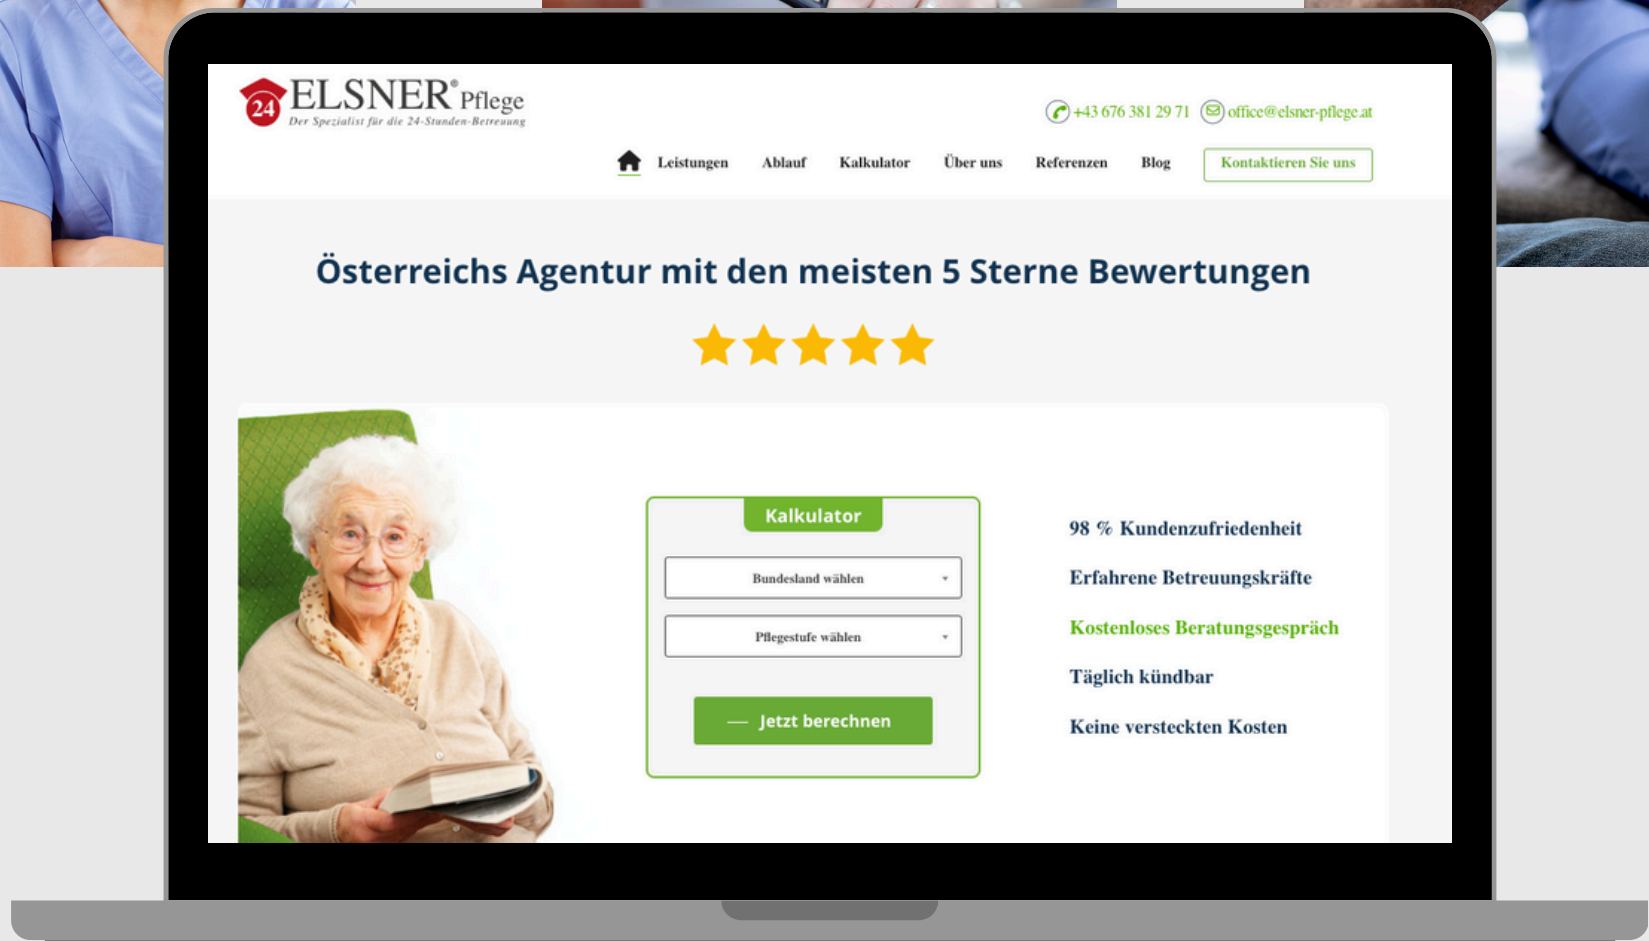 24
ELSNER® Pflege
Der Spezialist für die 24-Stunden-Betreuung
+43 676 381 29 71
office@elsner-pflege.at
Leistungen
Ablauf
Kalkulator
Über uns
Referenzen
Blog
Kontaktieren Sie uns
Österreichs Agentur mit den meisten 5 Sterne Bewertungen
Kalkulator
Bundesland wählen
Pflegestufe wählen
Jetzt berechnen
98 % Kundenzufriedenheit
Erfahrene Betreuungskräfte
Kostenloses Beratungsgespräch
Täglich kündbar
Keine versteckten Kosten